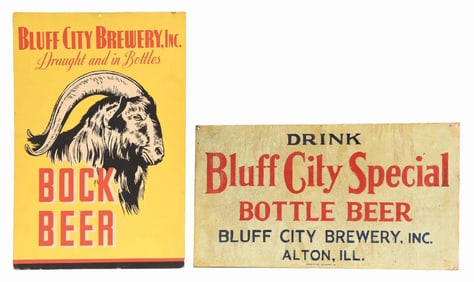 BLUFF CITY BREWERY, INC.
Draught and in Bottles
BOCK
BEER
DRINK
Bluff City Special
BOTTLE BEER
BLUFF CITY BREWERY, INC.
ALTON, ILL.